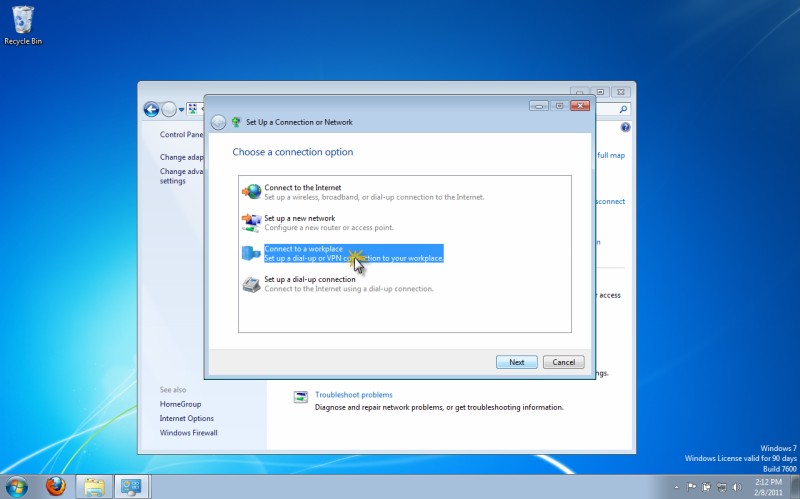 Recycle Bin
Set Up a Connection or Network
Choose a connection option
Connect to the Internet
Set up a wireless, broadband, or dial-up connection to the Internet.
Set up a new network
Configure a new router or access point.
Connect to a workplace
Set up a dial-up or VPN connection to your workplace.
Set up a dial-up connection
Connect to the Internet using a dial-up connection.
Next
Cancel
Control Pane
Change adap
Change adva
settings
full map
r access
ngs.
Troubleshoot problems
Diagnose and repair network problems, or get troubleshooting information.
See also
HomeGroup
Internet Options
Windows Firewall
Windows 7
Windows License valid for 90 days
Build 7600
2:12 PM
2/8/2011